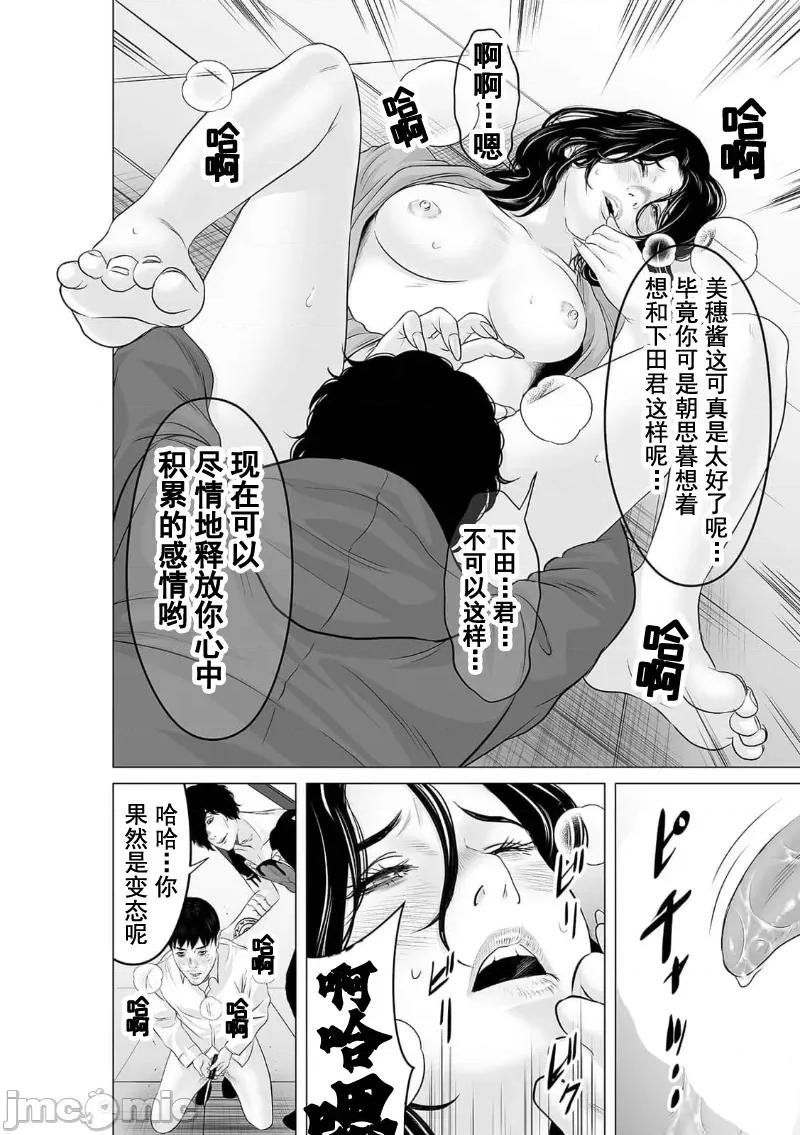 啊啊…嗯
哈啊
哈啊
哈啊
美穗酱这可真是太好了呢…
毕竟你可是朝思暮想着
想和下田君这样呢…
下田…君…
不可以这样…
现在可以
尽情地释放你心中
积累的感情哟
哈啊
ピチャッ…
ビグッ
ビグッ
啊哈嗯
哈哈…你
果然是变态呢
哈啊
哈啊
哈啊
jmcomic